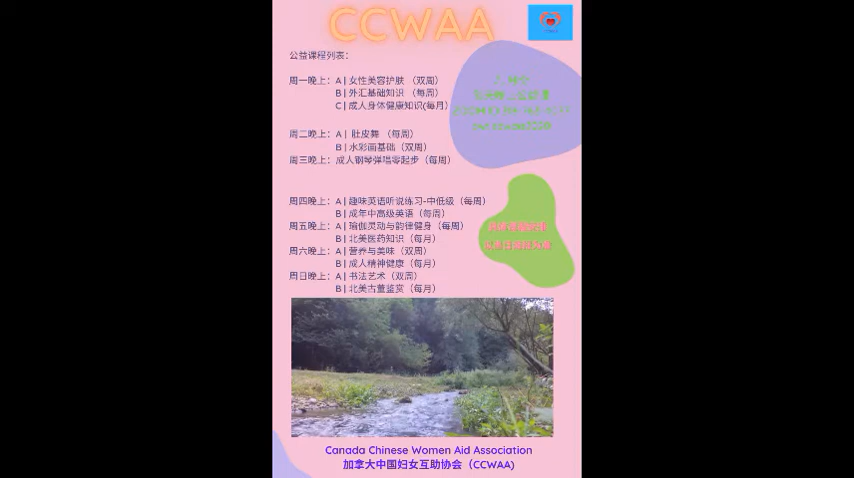 CCWAA
公益课程列表：
周一晚上：A | 女性美容护肤 （双周）
B | 外汇基础知识 （每周）
C | 成人身体健康知识(每月)
周二晚上：A | 肚皮舞 （每周）
B | 水彩画基础（双周）
周三晚上：成人钢琴弹唱零起步（每周）
周四晚上：A | 趣味英语听说练习-中低级（每周）
B | 成年中高级英语（每周）
周五晚上：A | 瑜伽灵动与韵律健身（每周）
B | 北美医药知识（每月）
周六晚上：A | 营养与美味（双周）
B | 成人精神健康（每月）
周日晚上：A | 书法艺术（双周）
B | 北美古董鉴赏（每月）
Canada Chinese Women Aid Association
加拿大中国妇女互助协会（CCWAA)